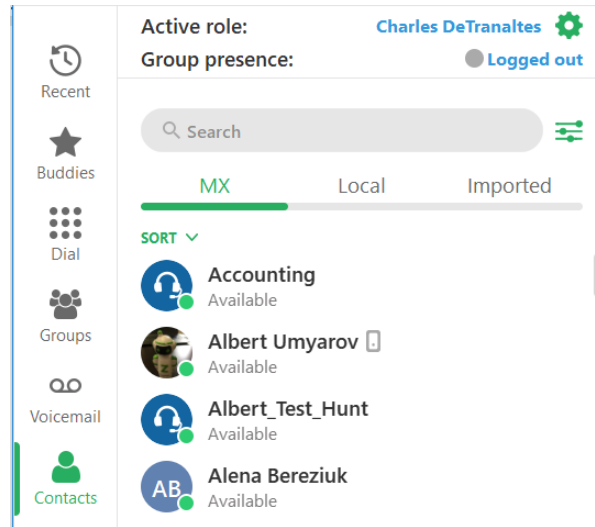 Active role: Charles DeTranaltes
Group presence: Logged out
Recent
Buddies
Dial
Groups
Voicemail
Contacts
Search
MX Local Imported
SORT
Accounting
Available
Albert Umyarov
Available
Albert_Test_Hunt
Available
AB Alena Bereziuk
Available